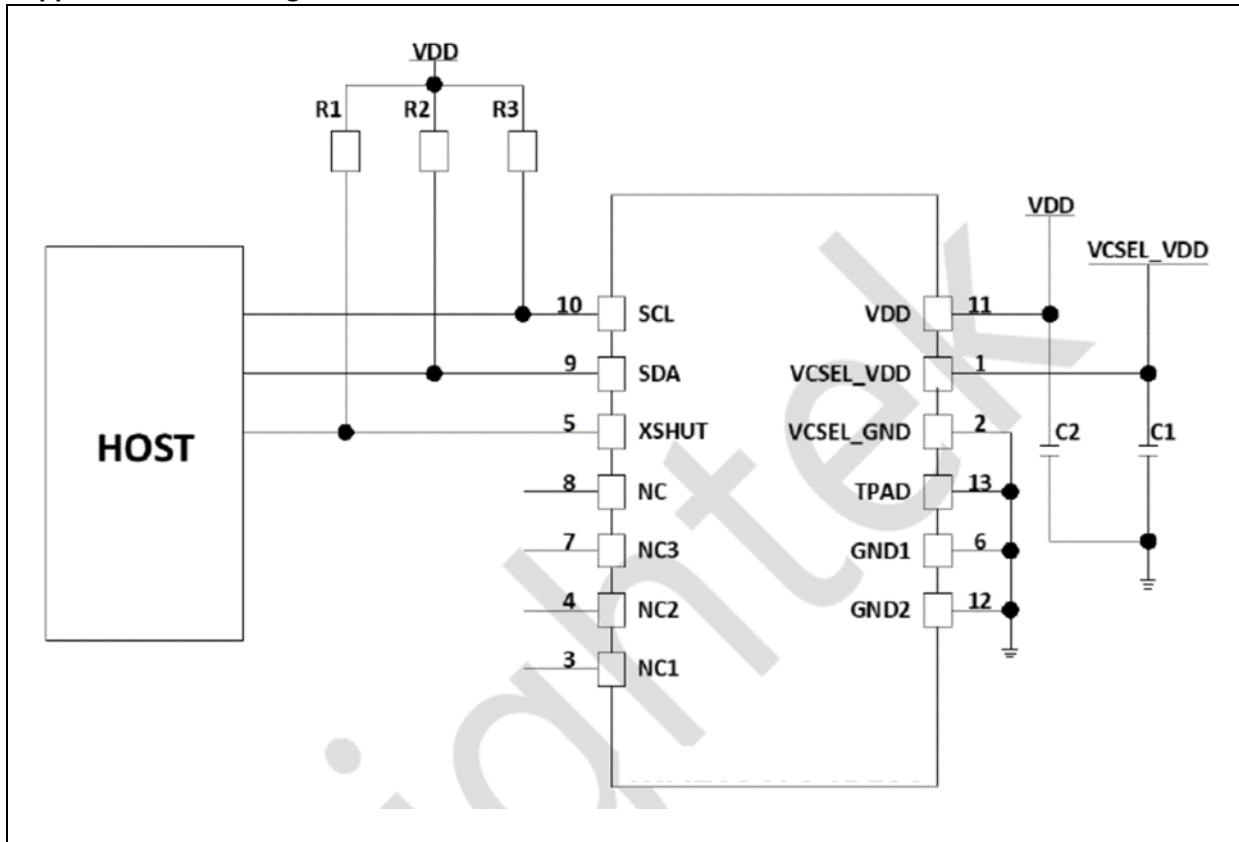 VDD
R1 R2 R3
VDD
VCSEL_VDD
HOST
10 SCL
9 SDA
5 XSHUT
8 NC
7 NC3
4 NC2
3 NC1
VDD 11
VCSEL_VDD 1
VCSEL_GND 2
TPAD 13
GND1 6
GND2 12
C2 C1
ightek